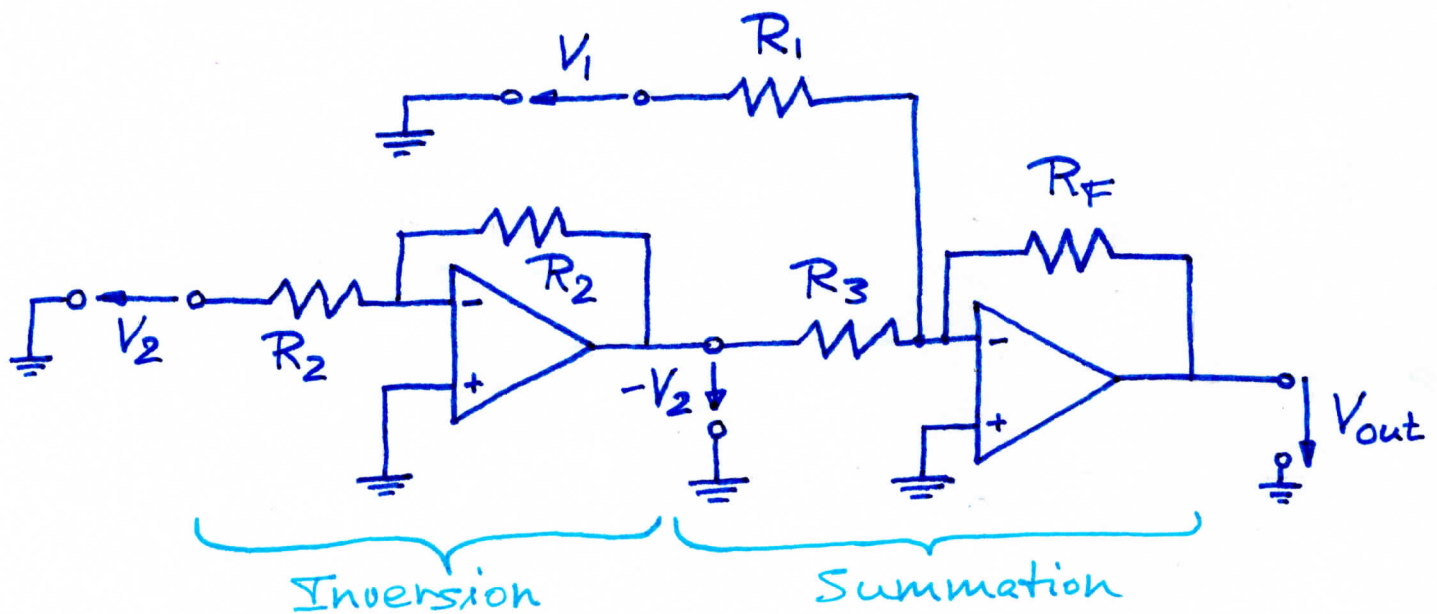 V1
R1
RF
R2
R3
V2
R2
-V2
Vout
-
+
-
+
Inversion
Summation